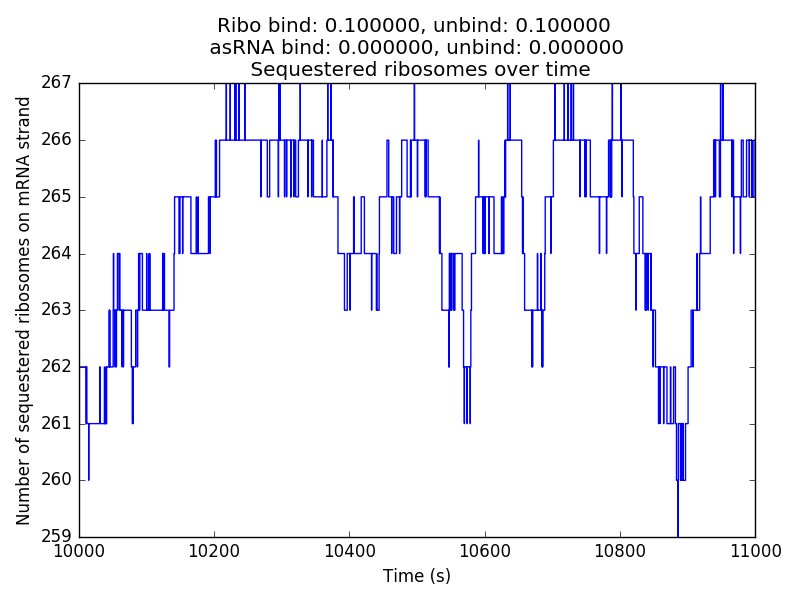 Ribo bind: 0.100000, unbind: 0.100000
asRNA bind: 0.000000, unbind: 0.000000
Sequestered ribosomes over time
Number of sequestered ribosomes on mRNA strand
267
266
265
264
263
262
261
260
259
10000 10200 10400 10600 10800 11000
Time (s)